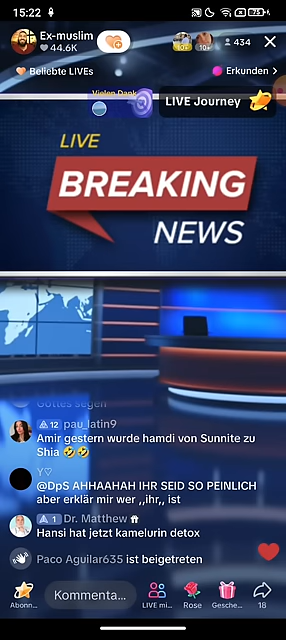 15:22
75
Ex-muslim
44.6K
10+
10+
434
Beliebte LIVEs
Erkunden >
Vielen Dank
LIVE Journey
LIVE
BREAKING
NEWS
Gottes segen
12 pau_latin9
Amir gestern wurde hamdi von Sunnite zu
Shia 🤣🤣
Y♡
@DpS AHHAAHAH IHR SEID SO PEINLICH
aber erklär mir wer ,,ihr,, ist
1 Dr. Matthew
Hansi hat jetzt kamelurin detox
Paco Aguilar635 ist beigetreten
Kommenta...
Abonn... LIVE mi... Rose Gesche... 18